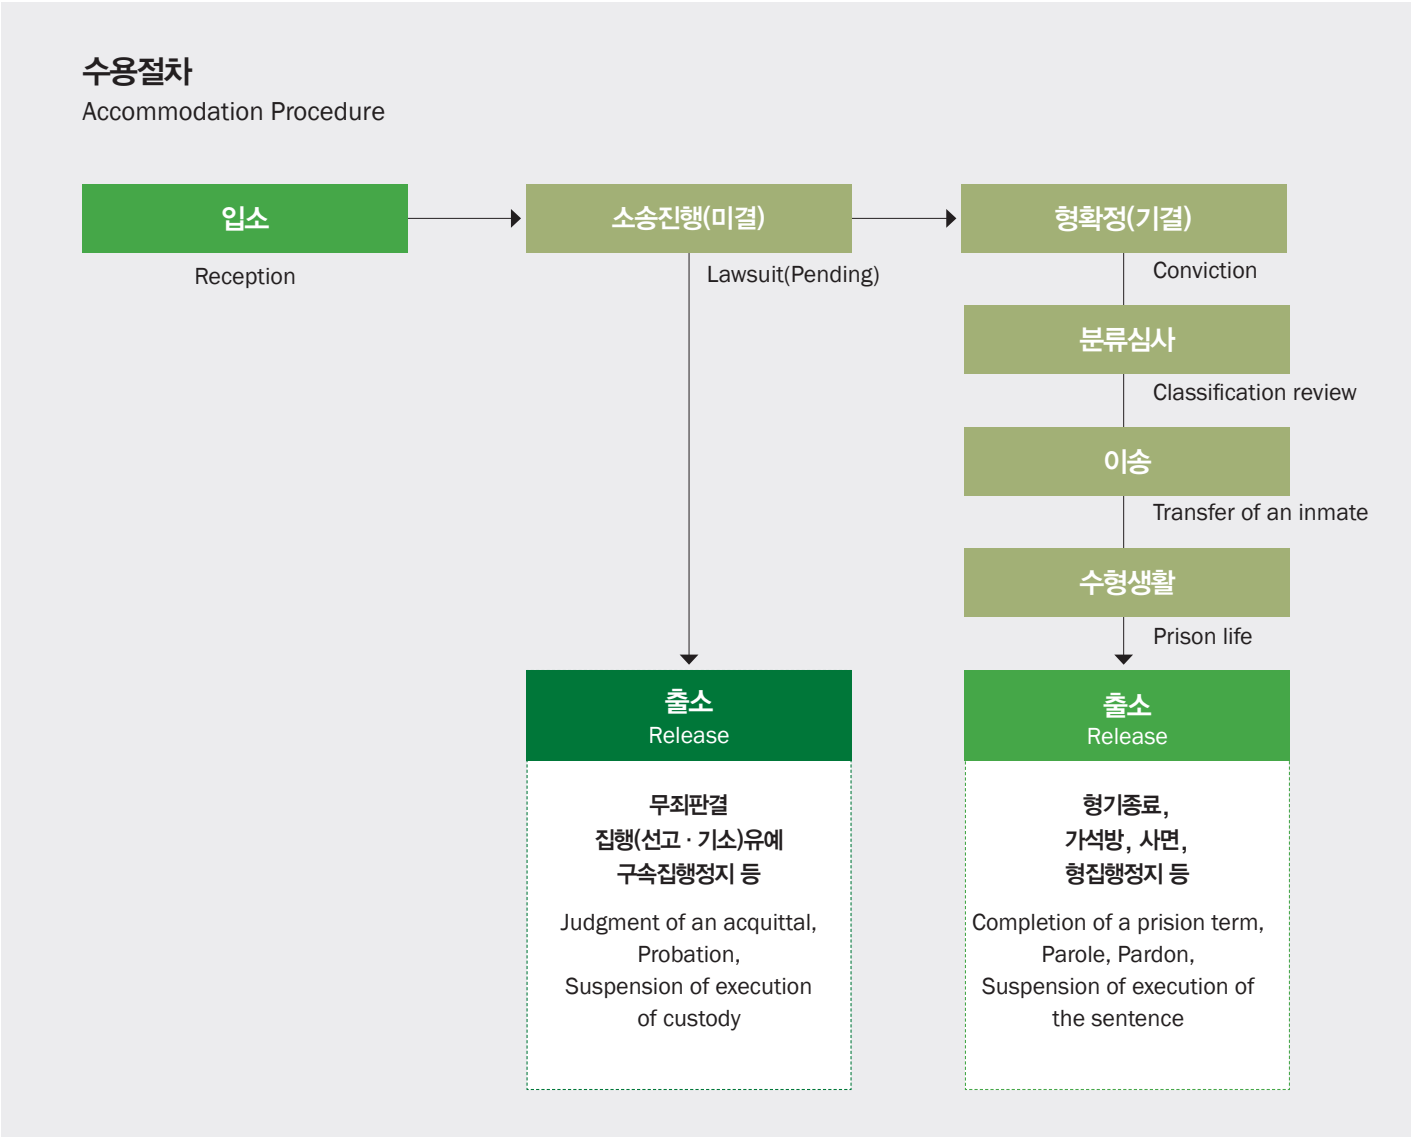 수용절차
Accommodation Procedure
입소
Reception
소송진행(미결)
Lawsuit(Pending)
형확정(기결)
Conviction
분류심사
Classification review
이송
Transfer of an inmate
수형생활
Prison life
출소
Release
무죄판결
집행(선고 · 기소)유예
구속집행정지 등
Judgment of an acquittal,
Probation,
Suspension of execution
of custody
출소
Release
형기종료,
가석방, 사면,
형집행정지 등
Completion of a prision term,
Parole, Pardon,
Suspension of execution of
the sentence